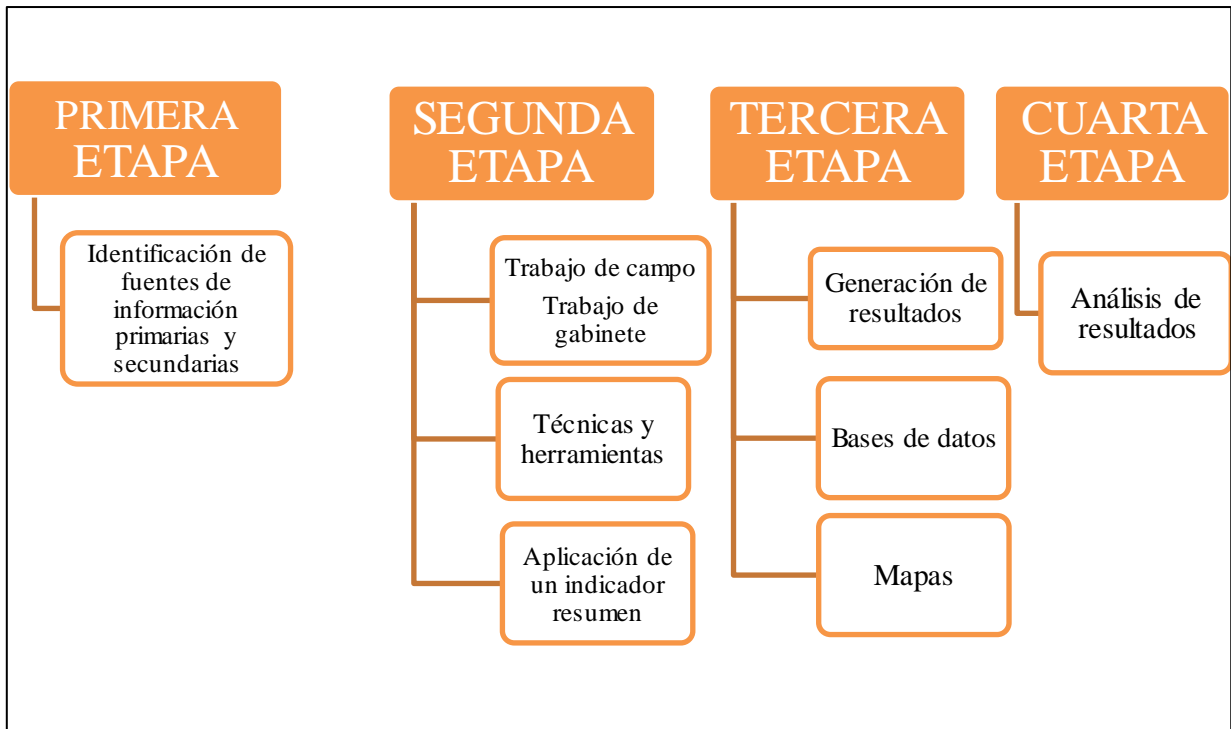 PRIMERA
ETAPA
Identificación de
fuentes de
información
primarias y
secundarias
SEGUNDA
ETAPA
Trabajo de campo
Trabajo de
gabinete
Técnicas y
herramientas
Aplicación de
un indicador
resumen
TERCERA
ETAPA
Generación de
resultados
Bases de datos
Mapas
CUARTA
ETAPA
Análisis de
resultados